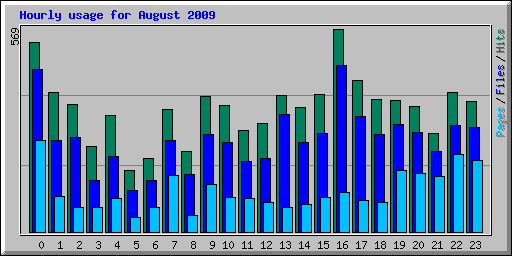 Hourly usage for August 2009
569
Pages / Files / Hits
0 1 2 3 4 5 6 7 8 9 10 11 12 13 14 15 16 17 18 19 20 21 22 23